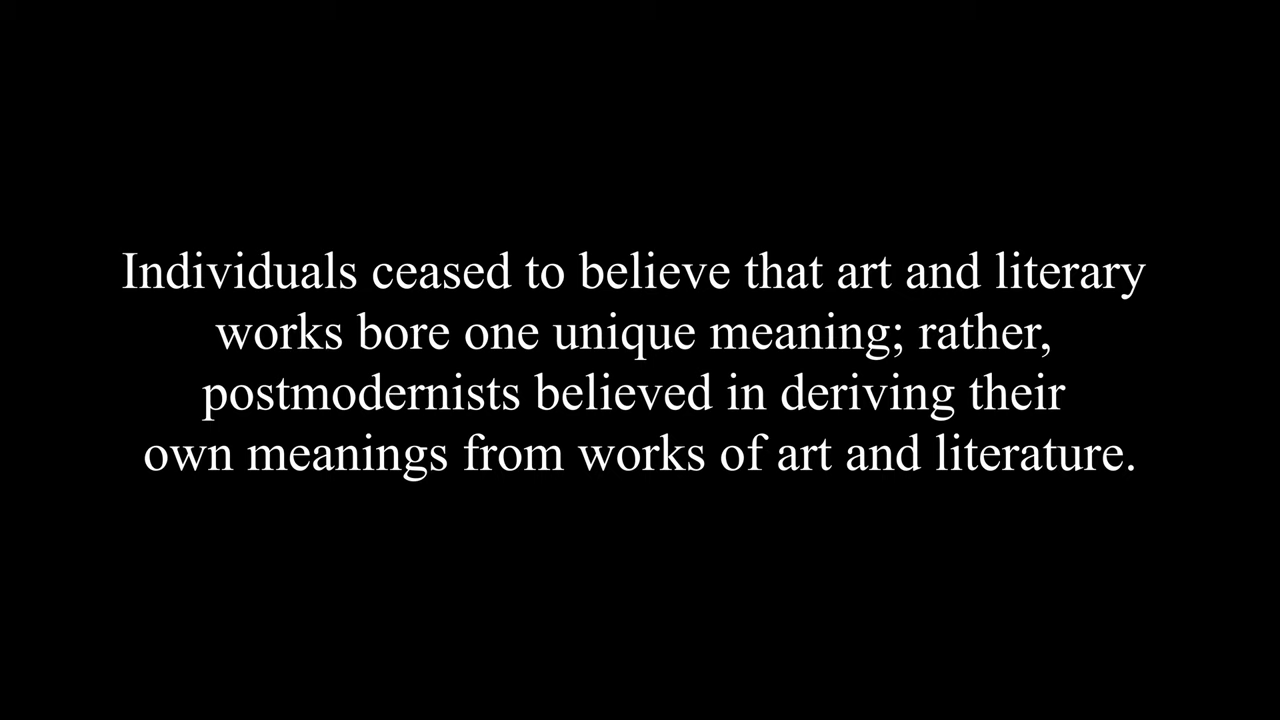 Individuals ceased to believe that art and literary
works bore one unique meaning; rather,
postmodernists believed in deriving their
own meanings from works of art and literature.